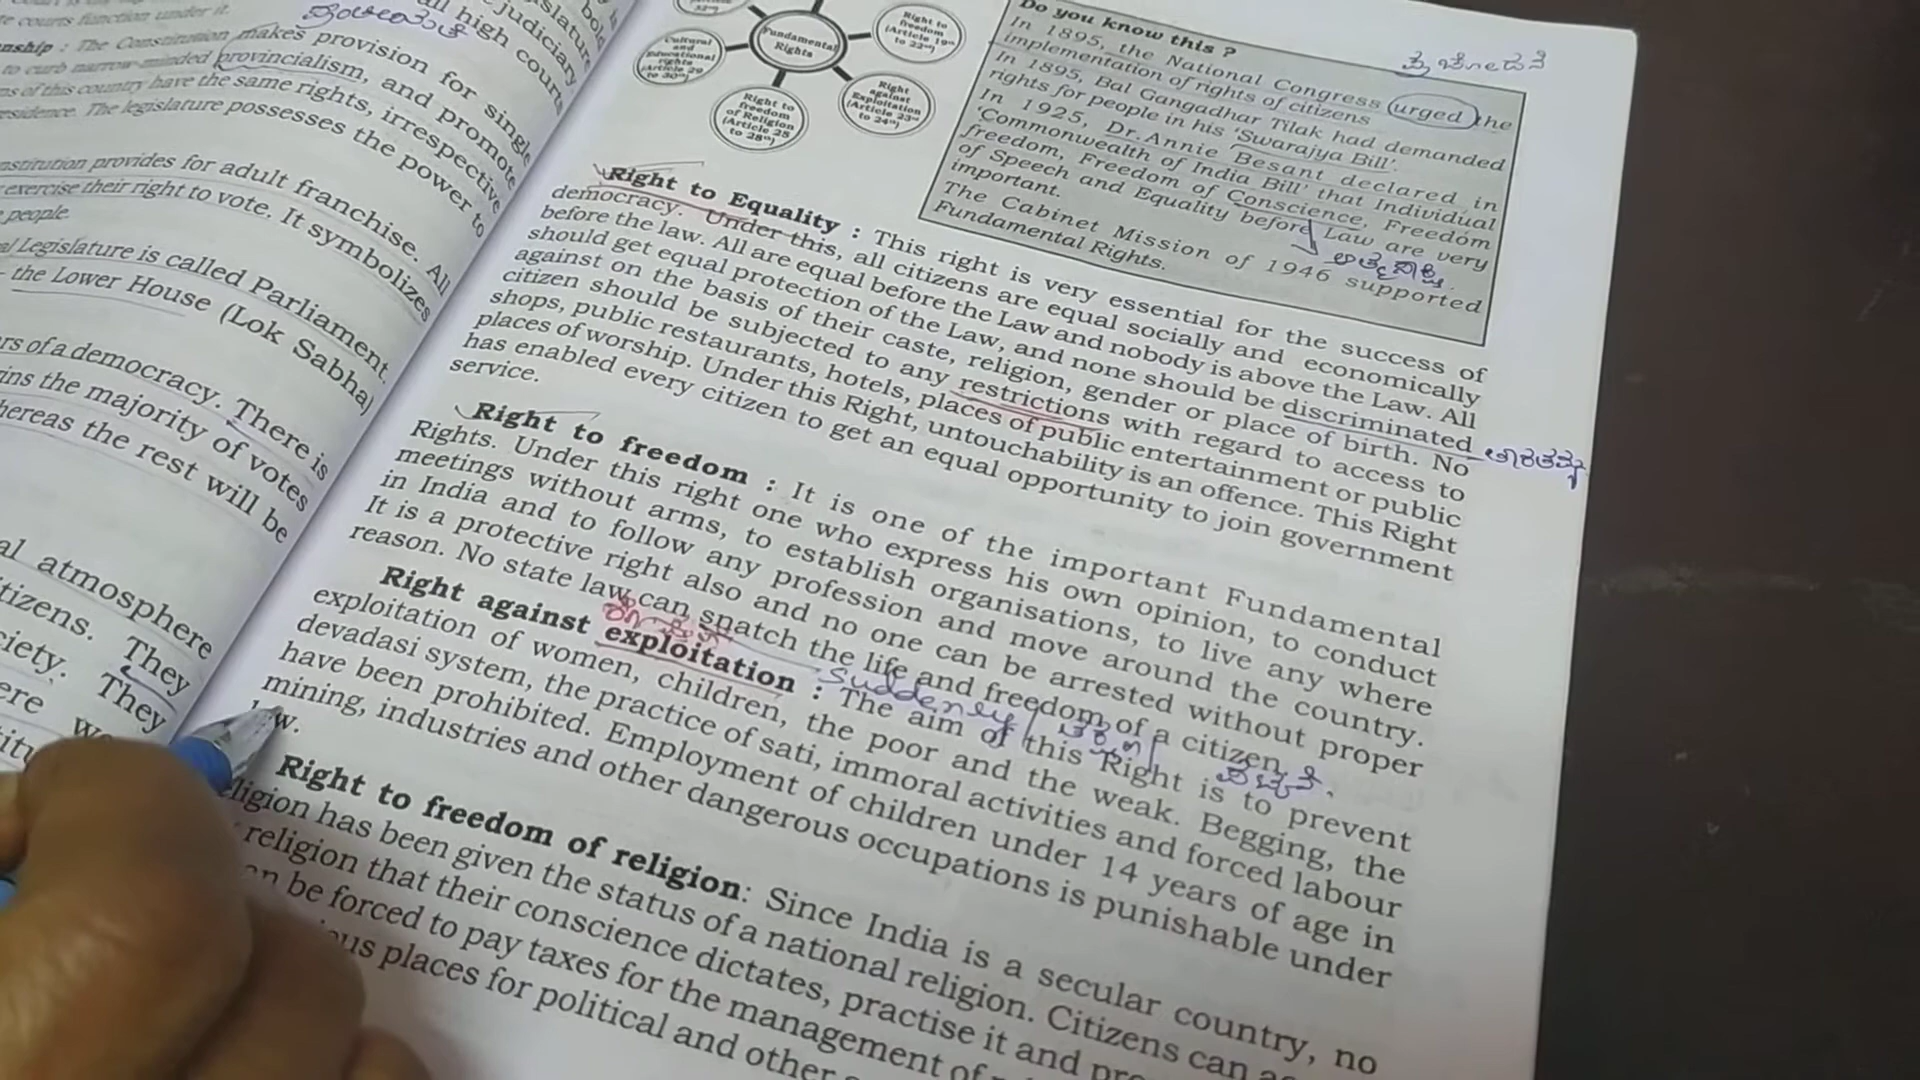 te courts function under it.
nship : The Constitution makes provision for single
to curb narrow-minded provincialism, and promote
ns of this country have the same rights, irrespective
esidence. The legislature possesses the power to
nstitution provides for adult franchise. All
exercise their right to vote. It symbolizes
people.
al Legislature is called Parliament.
- the Lower House (Lok Sabha)
rs of a democracy. There is
ins the majority of votes
hereas the rest will be
al atmosphere
tizens. They
ciety. They
Fundamental
Rights
Right to
freedom
(Article 19th
to 22nd)
Cultural
and
Educational
rights
(Article 29
to 30th)
Right to
freedom
of Religion
(Article 25
to 28th)
Right
against
Exploitation
(Article 23rd
to 24th)
Do you know this ?
In 1895, the National Congress urged the
implementation of rights of citizens
In 1895, Bal Gangadhar Tilak had demanded
rights for people in his 'Swarajya Bill'.
In 1925, Dr. Annie Besant declared in
'Commonwealth of India Bill' that Individual
freedom, Freedom of Conscience, Freedom
of Speech and Equality before Law are very
important.
The Cabinet Mission of 1946 supported
Fundamental Rights.
Right to Equality : This right is very essential for the success of
democracy. Under this, all citizens are equal socially and economically
before the law. All are equal before the Law and nobody is above the Law. All
should get equal protection of the Law, and none should be discriminated
against on the basis of their caste, religion, gender or place of birth. No
citizen should be subjected to any restrictions with regard to access to
shops, public restaurants, hotels, places of public entertainment or public
places of worship. Under this Right, untouchability is an offence. This Right
has enabled every citizen to get an equal opportunity to join government
service.
Right to freedom : It is one of the important Fundamental
Rights. Under this right one who express his own opinion, to conduct
meetings without arms, to establish organisations, to live any where
in India and to follow any profession and move around the country.
It is a protective right also and no one can be arrested without proper
reason. No state law can snatch the life and freedom of a citizen.
Right against exploitation : The aim of this Right is to prevent
exploitation of women, children, the poor and the weak. Begging, the
devadasi system, the practice of sati, immoral activities and forced labour
have been prohibited. Employment of children under 14 years of age in
mining, industries and other dangerous occupations is punishable under
law.
Right to freedom of religion: Since India is a secular country, no
eligion has been given the status of a national religion. Citizens can
religion that their conscience dictates, practise it and
an be forced to pay taxes for the management of
ious places for political and other